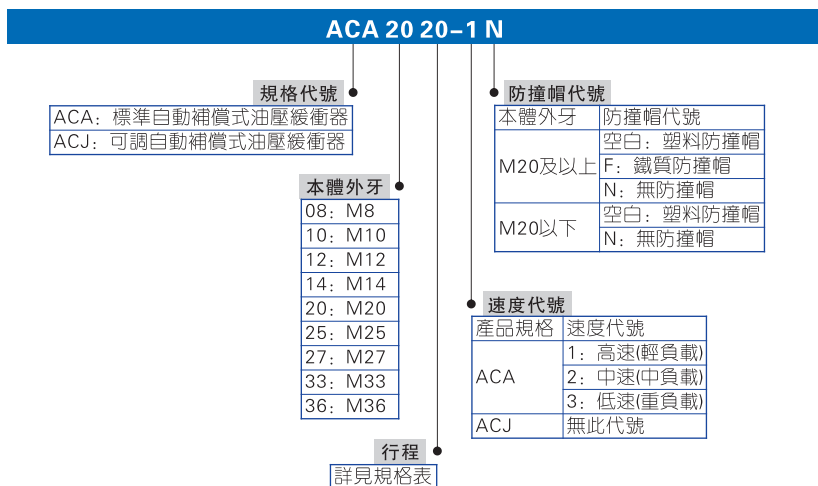 ACA 20 20-1 N
規格代號
ACA：標準自動補償式油壓緩衝器
ACJ：可調自動補償式油壓緩衝器
本體外牙
08：M8
10：M10
12：M12
14：M14
20：M20
25：M25
27：M27
33：M33
36：M36
行程
詳見規格表
速度代號
產品規格 速度代號
ACA
1：高速(輕負載)
2：中速(中負載)
3：低速(重負載)
ACJ 無此代號
防撞帽代號
本體外牙 防撞帽代號
M20及以上
空白：塑料防撞帽
F：鐵質防撞帽
N：無防撞帽
M20以下
空白：塑料防撞帽
N：無防撞帽